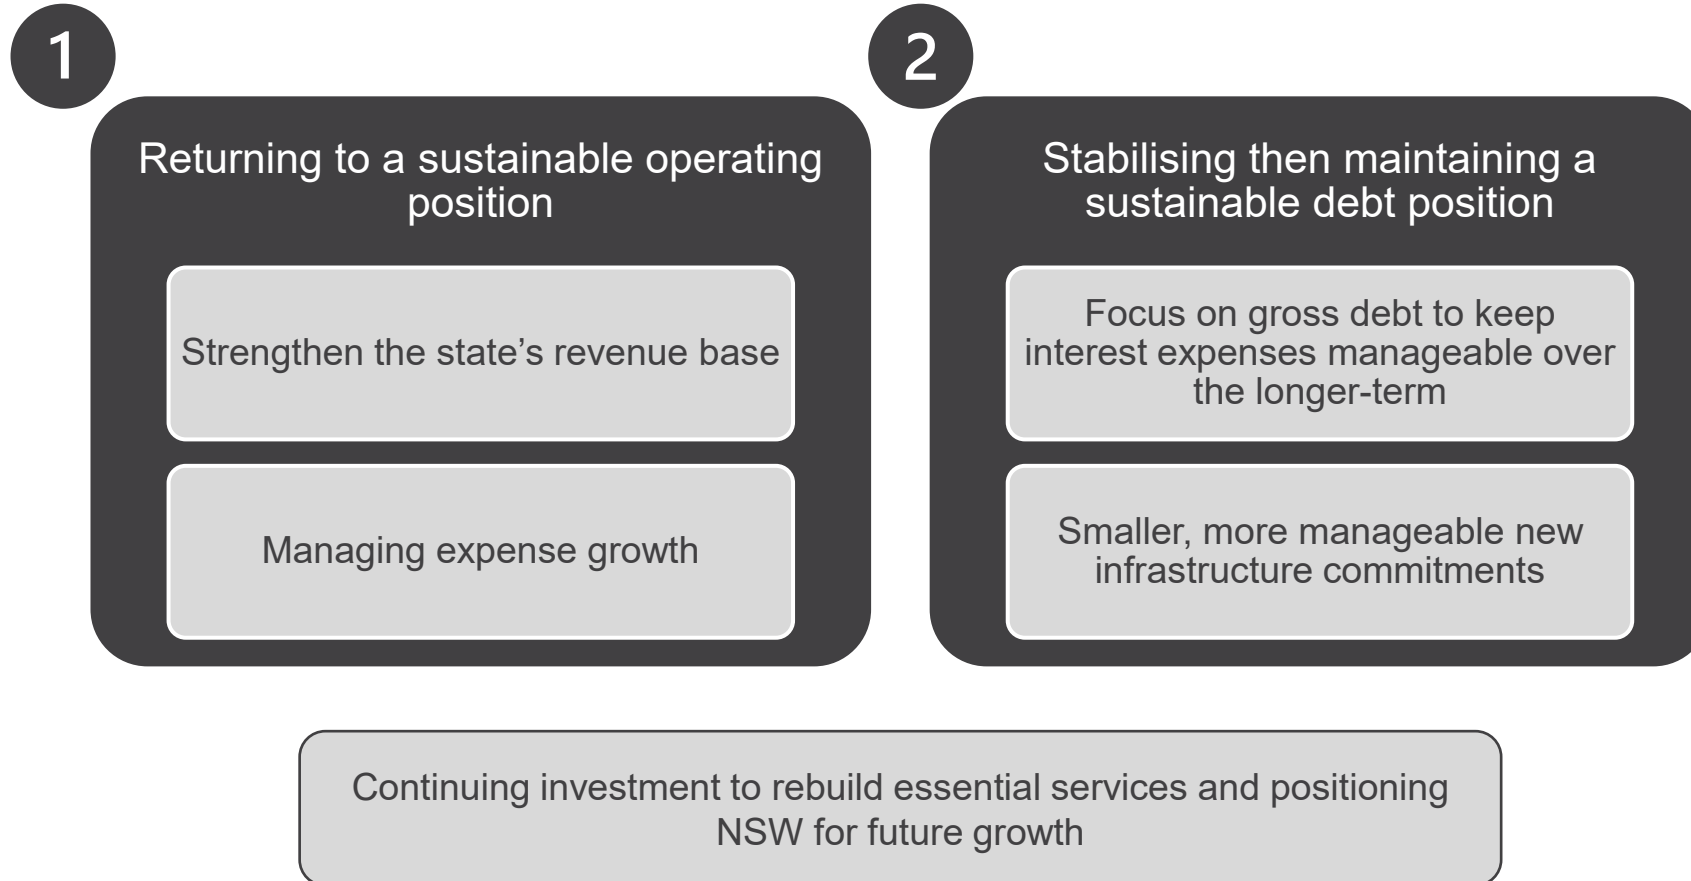 1
Returning to a sustainable operating
position
Strengthen the state’s revenue base
Managing expense growth
2
Stabilising then maintaining a
sustainable debt position
Focus on gross debt to keep
interest expenses manageable over
the longer-term
Smaller, more manageable new
infrastructure commitments
Continuing investment to rebuild essential services and positioning
NSW for future growth